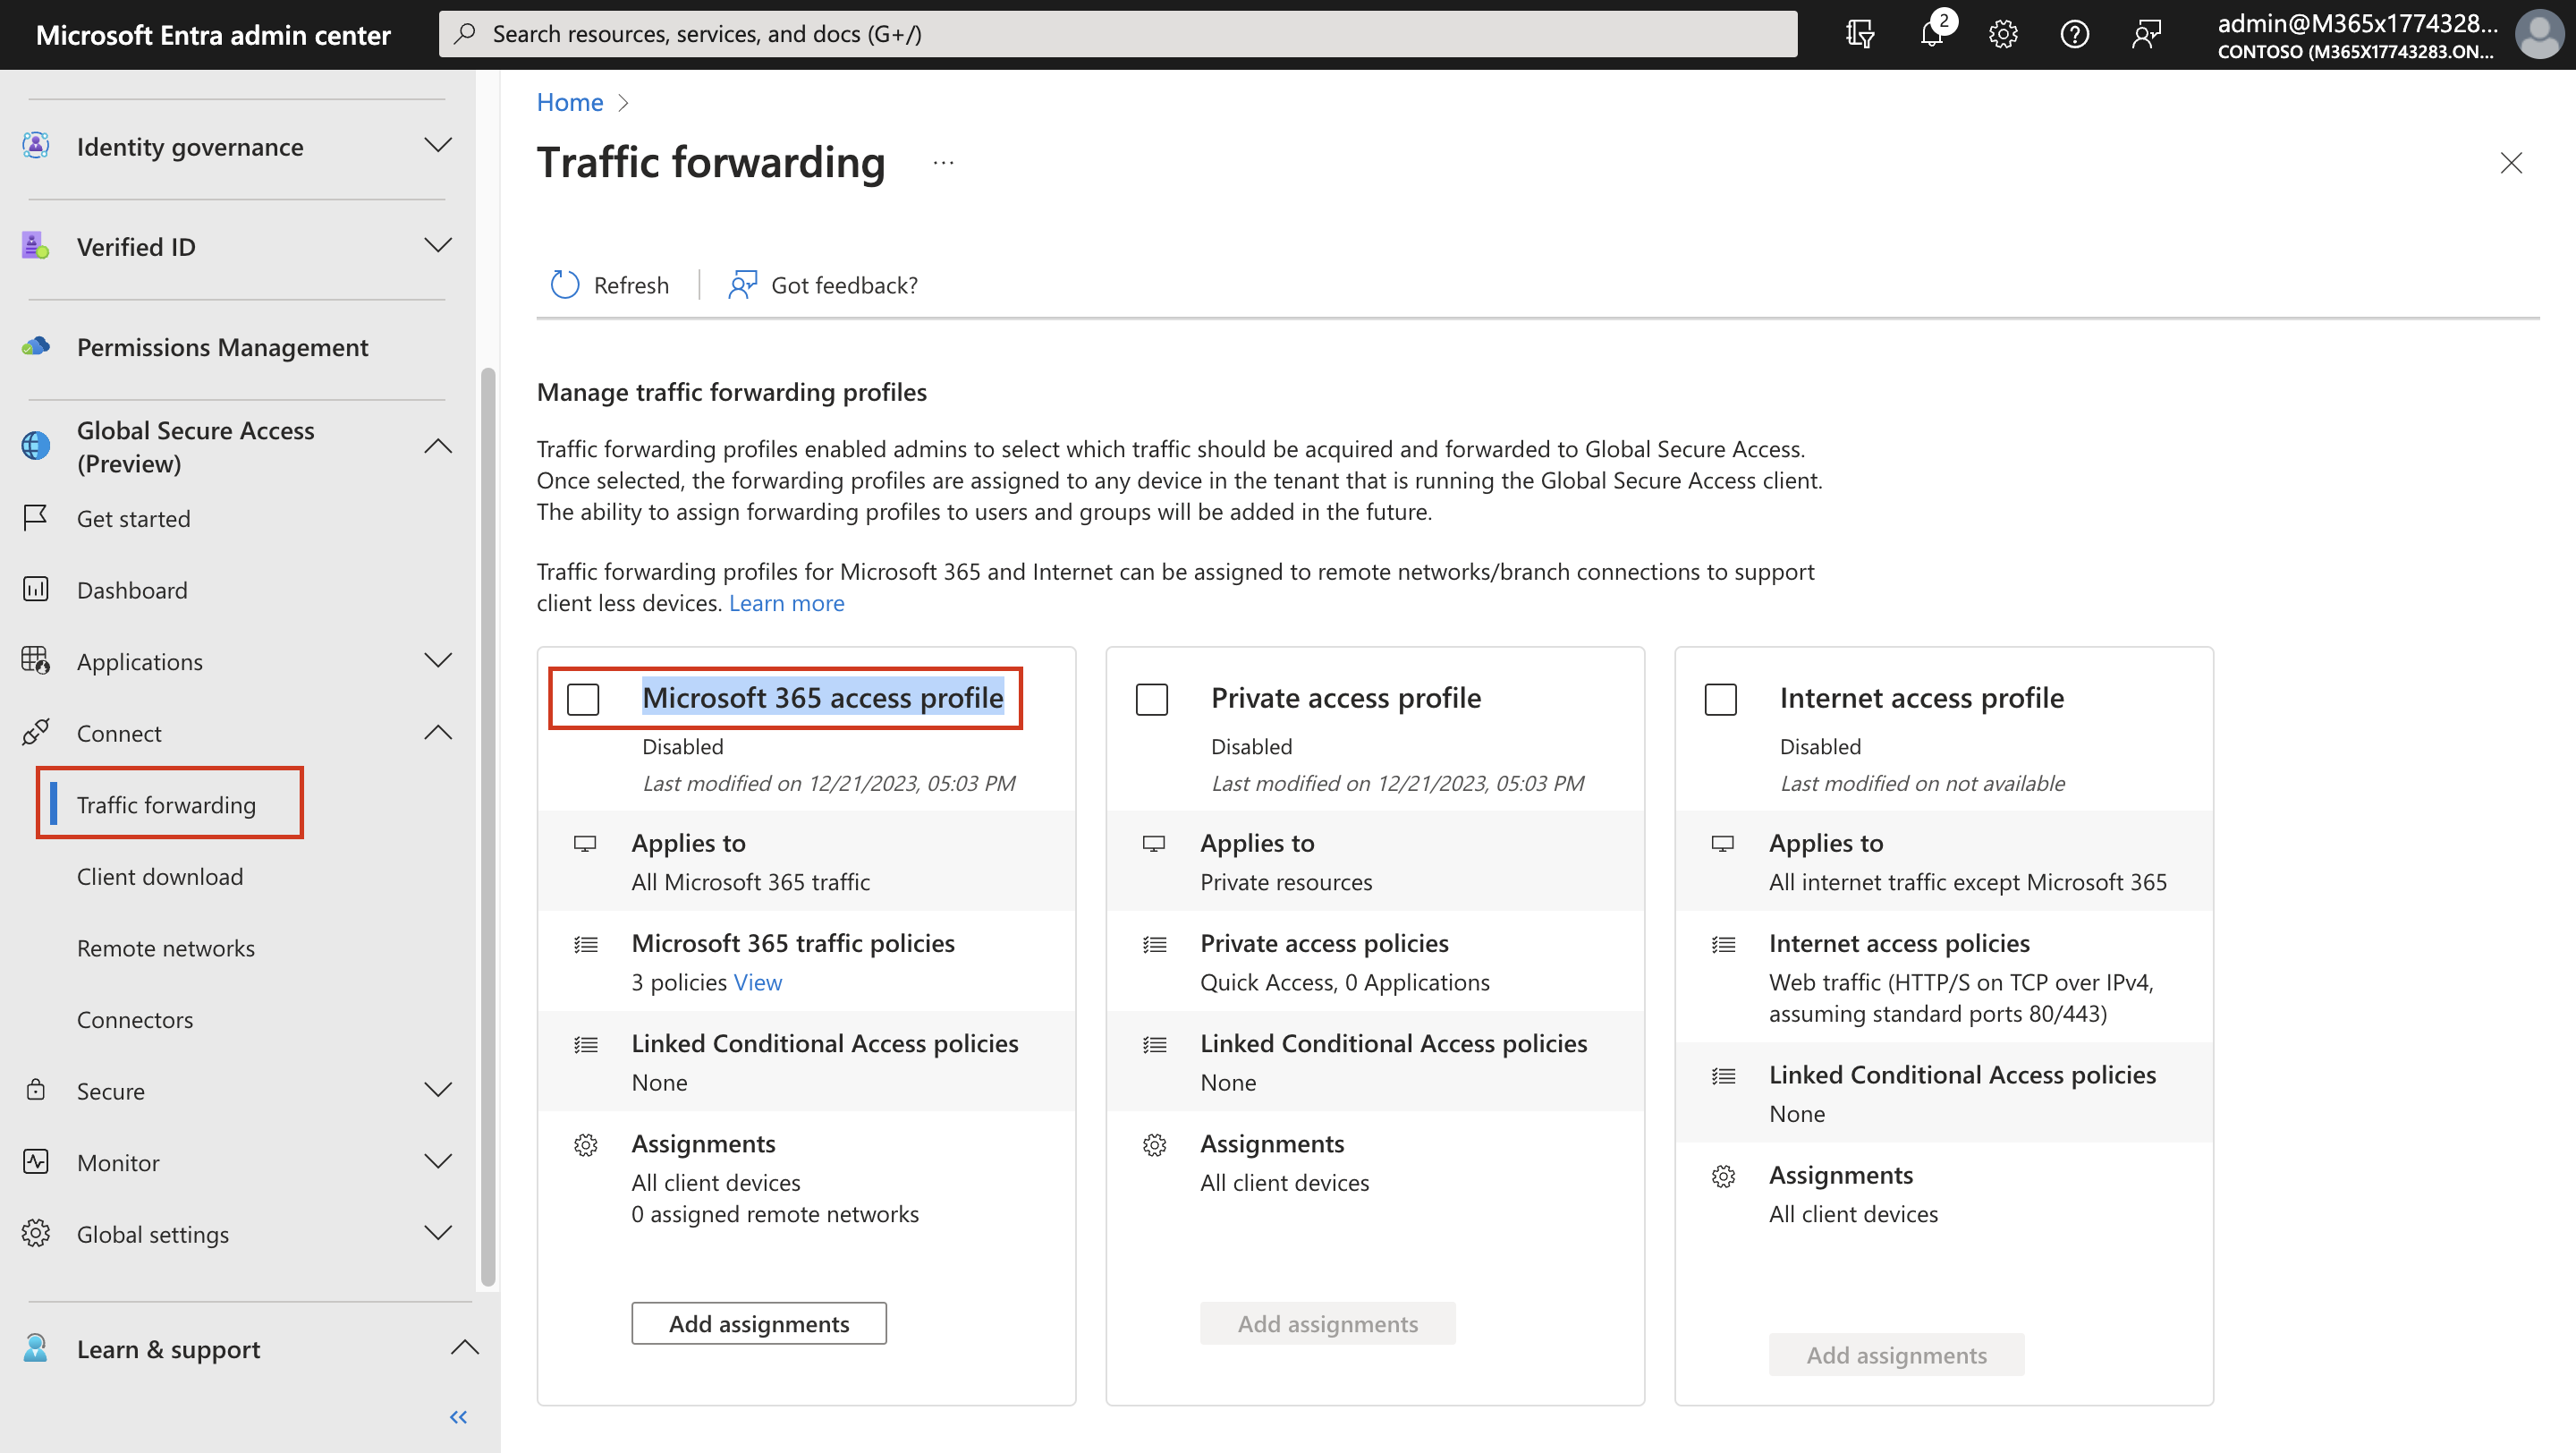 Microsoft Entra admin center
Search resources, services, and docs (G+/)
2
admin@M365x1774328...
CONTOSO (M365X17743283.ON...
Identity governance
Verified ID
Permissions Management
Global Secure Access
(Preview)
Get started
Dashboard
Applications
Connect
Traffic forwarding
Client download
Remote networks
Connectors
Secure
Monitor
Global settings
Learn & support
Home
Traffic forwarding
Refresh
Got feedback?
Manage traffic forwarding profiles
Traffic forwarding profiles enabled admins to select which traffic should be acquired and forwarded to Global Secure Access.
Once selected, the forwarding profiles are assigned to any device in the tenant that is running the Global Secure Access client.
The ability to assign forwarding profiles to users and groups will be added in the future.
Traffic forwarding profiles for Microsoft 365 and Internet can be assigned to remote networks/branch connections to support
client less devices. Learn more
Microsoft 365 access profile
Disabled
Last modified on 12/21/2023, 05:03 PM
Applies to
All Microsoft 365 traffic
Microsoft 365 traffic policies
3 policies View
Linked Conditional Access policies
None
Assignments
All client devices
0 assigned remote networks
Add assignments
Private access profile
Disabled
Last modified on 12/21/2023, 05:03 PM
Applies to
Private resources
Private access policies
Quick Access, 0 Applications
Linked Conditional Access policies
None
Assignments
All client devices
Add assignments
Internet access profile
Disabled
Last modified on not available
Applies to
All internet traffic except Microsoft 365
Internet access policies
Web traffic (HTTP/S on TCP over IPv4,
assuming standard ports 80/443)
Linked Conditional Access policies
None
Assignments
All client devices
Add assignments